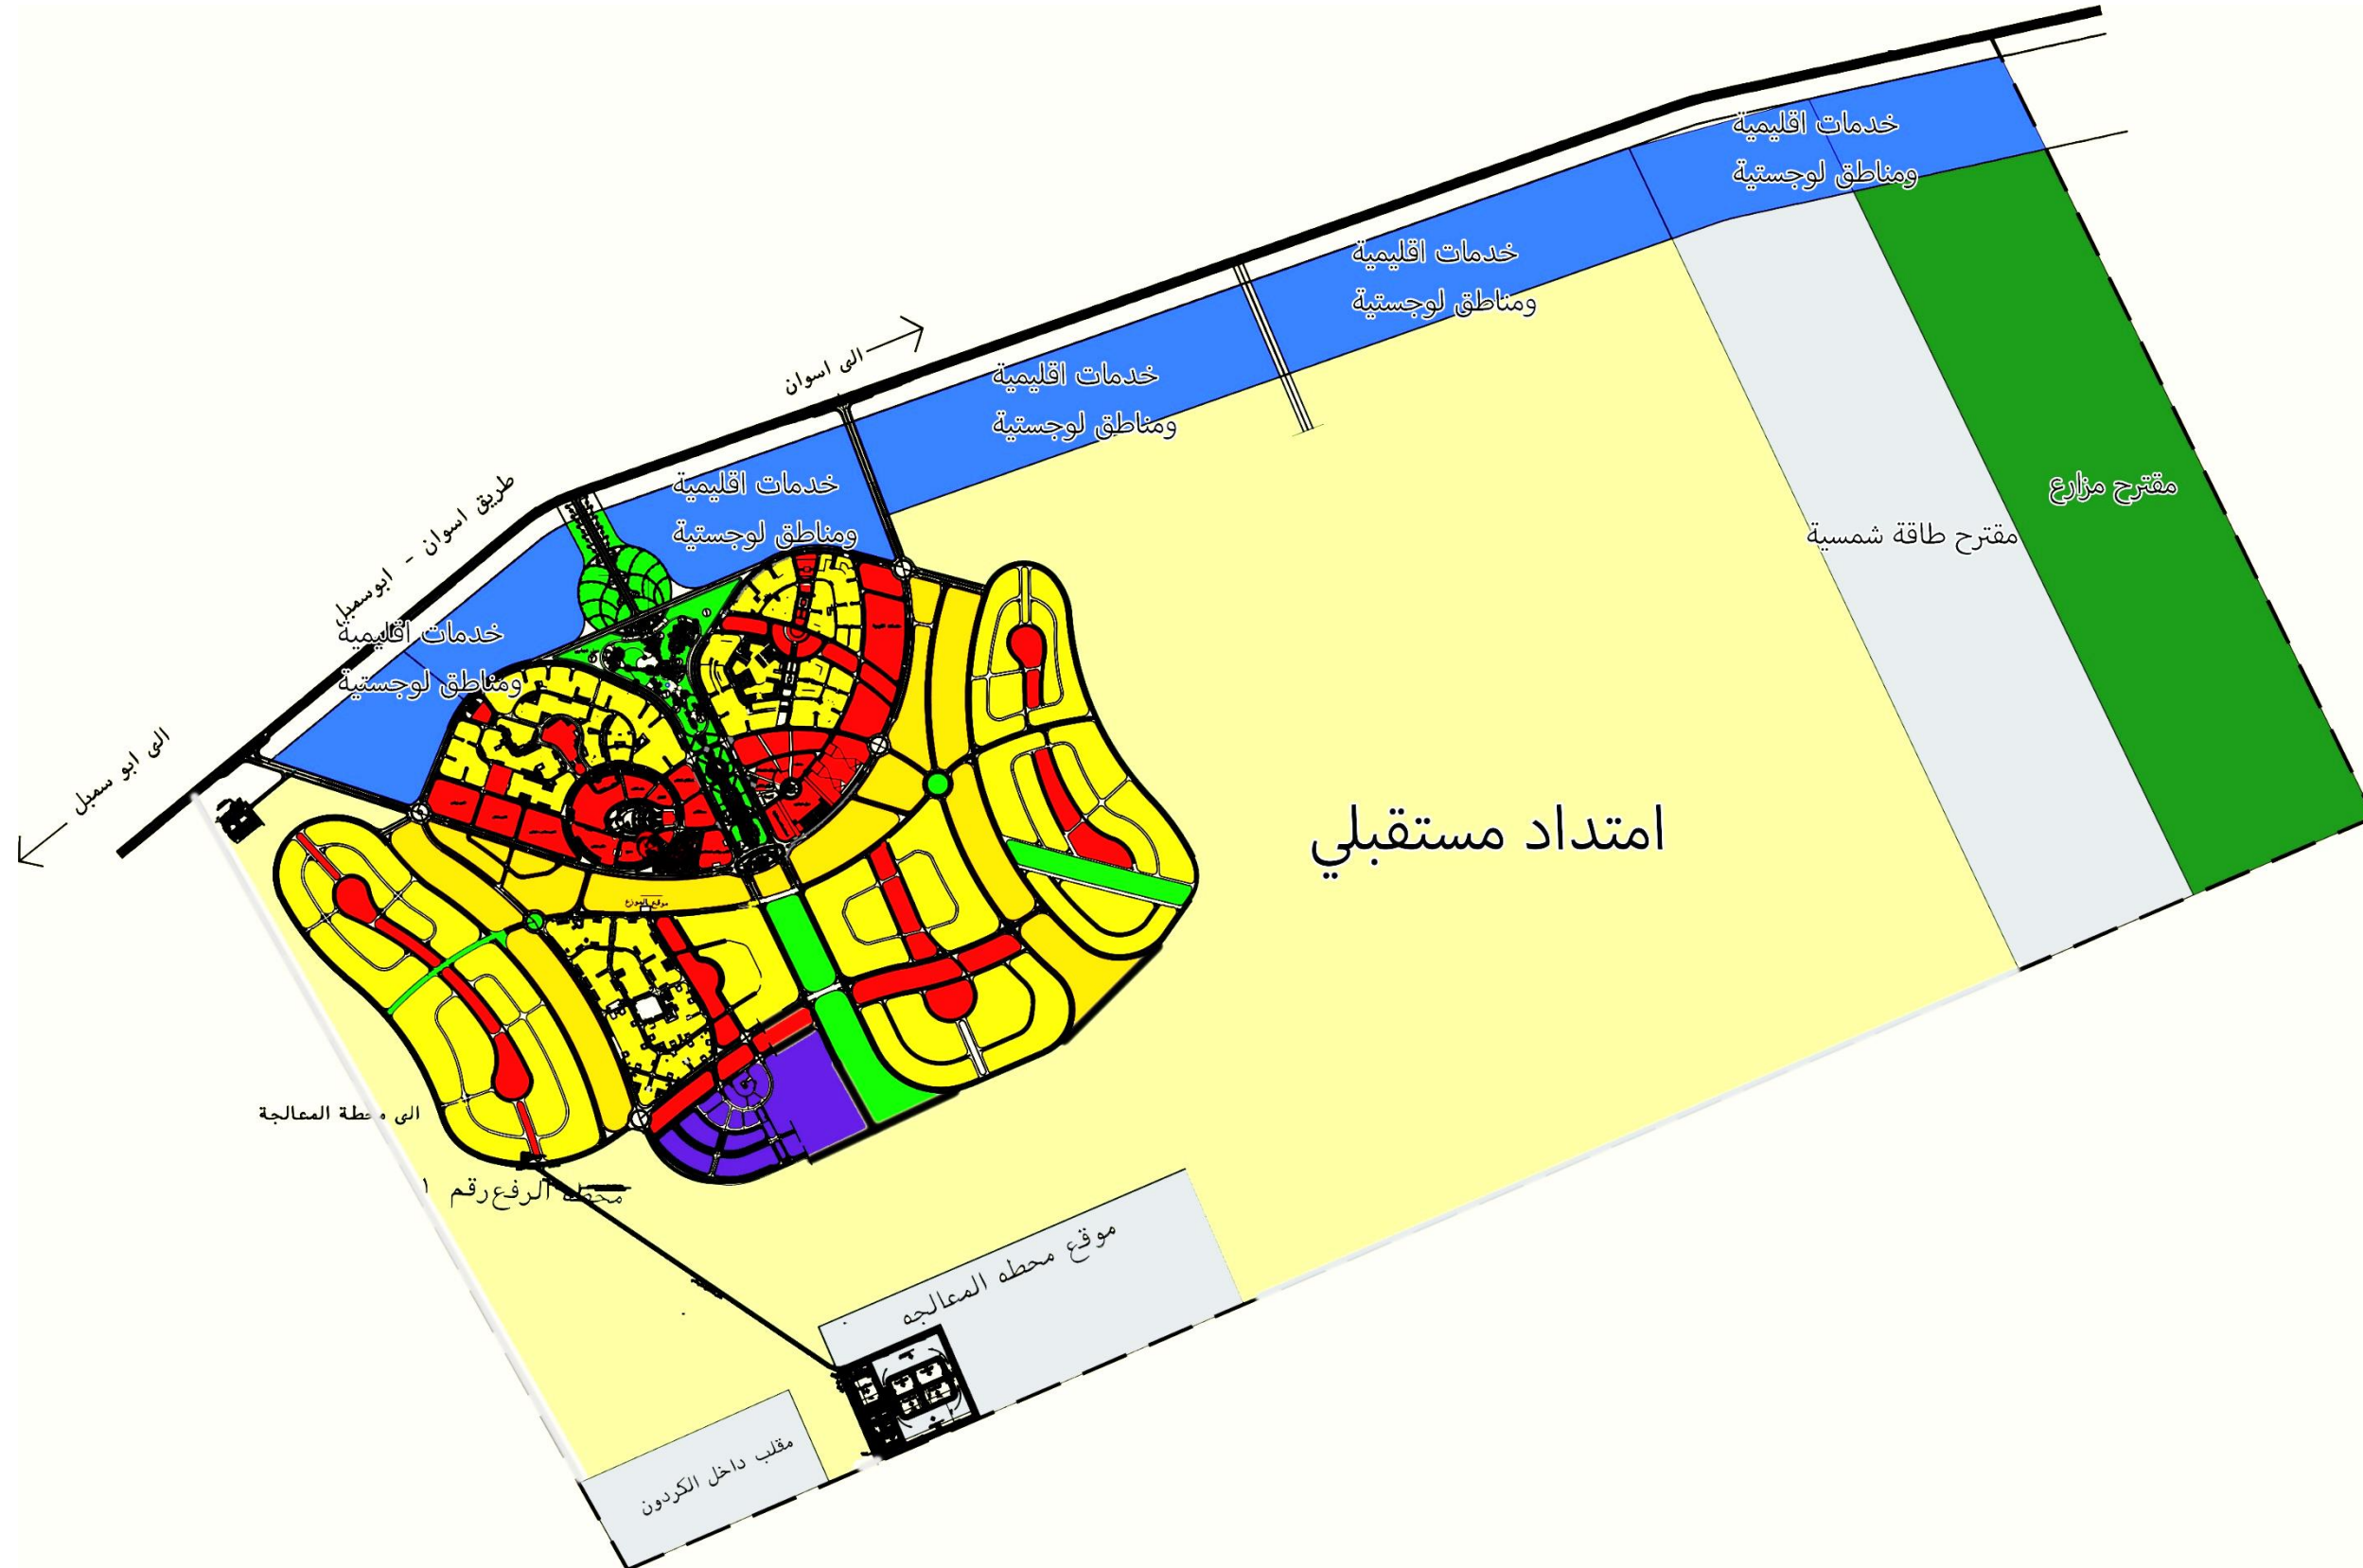 خدمات اقليمية
ومناطق لوجستية
خدمات اقليمية
ومناطق لوجستية
الى اسوان
خدمات اقليمية
ومناطق لوجستية
خدمات اقليمية
ومناطق لوجستية
طريق اسوان - ابوسمبل
خدمات اقليمية
ومناطق لوجستية
الى ابو سمبل
مقترح مزارع
مقترح طاقة شمسية
امتداد مستقبلي
موقع الموزع
الى محطة المعالجة
محطة الرفع رقم ١
موقع محطه المعالجه
مقلب داخل الكردون